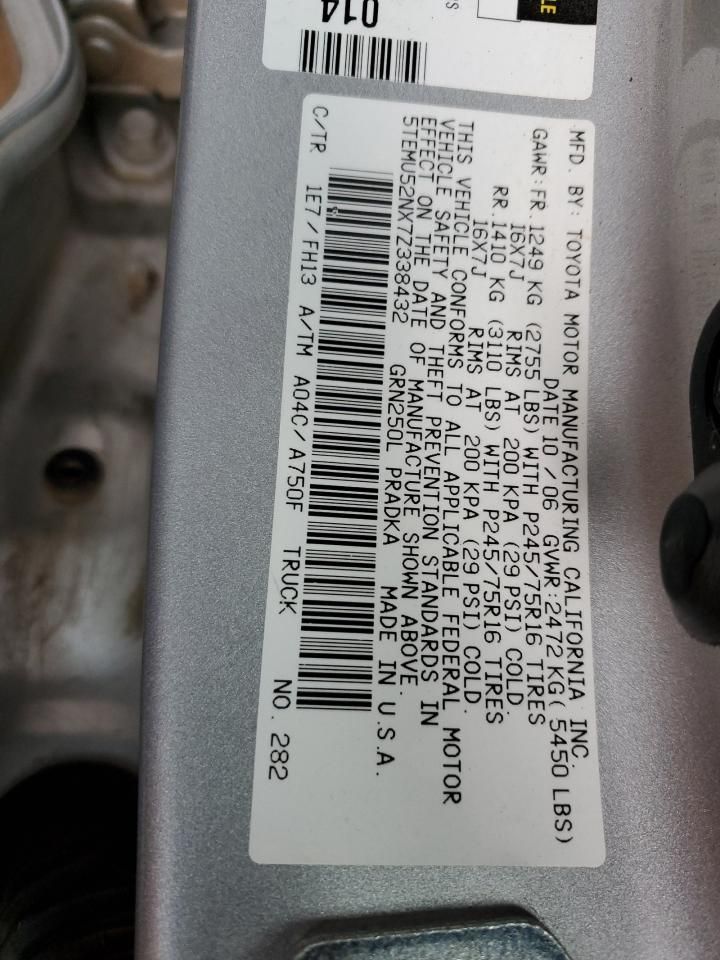 LE
014
MFD. BY: TOYOTA MOTOR MANUFACTURING CALIFORNIA INC.
DATE 10 / 06 GVWR:2472 KG( 5450 LBS)
GAWR:FR.1249 KG (2755 LBS) WITH P245/75R16 TIRES
16X7J RIMS AT 200 KPA (29 PSI) COLD.
RR.1410 KG (3110 LBS) WITH P245/75R16 TIRES
16X7J RIMS AT 200 KPA (29 PSI) COLD.
THIS VEHICLE CONFORMS TO ALL APPLICABLE FEDERAL MOTOR
VEHICLE SAFETY AND THEFT PREVENTION STANDARDS IN
EFFECT ON THE DATE OF MANUFACTURE SHOWN ABOVE.
5TEMU52NX7Z338432 GRN250L PRADKA MADE IN U.S.A.
C/TR 1E7/FH13 A/TM A04C/A750F TRUCK NO. 282